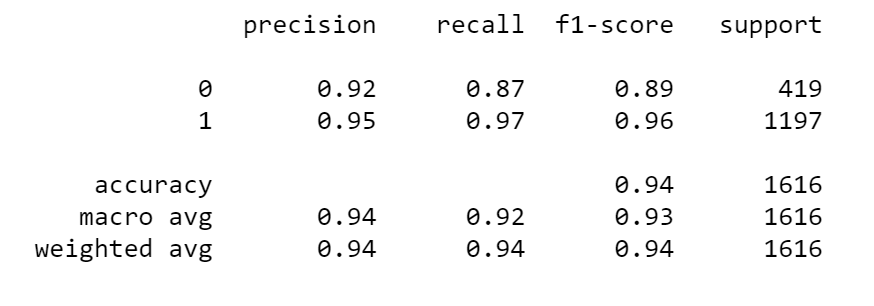 precision recall f1-score support
0 0.92 0.87 0.89 419
1 0.95 0.97 0.96 1197
accuracy 0.94 1616
macro avg 0.94 0.92 0.93 1616
weighted avg 0.94 0.94 0.94 1616